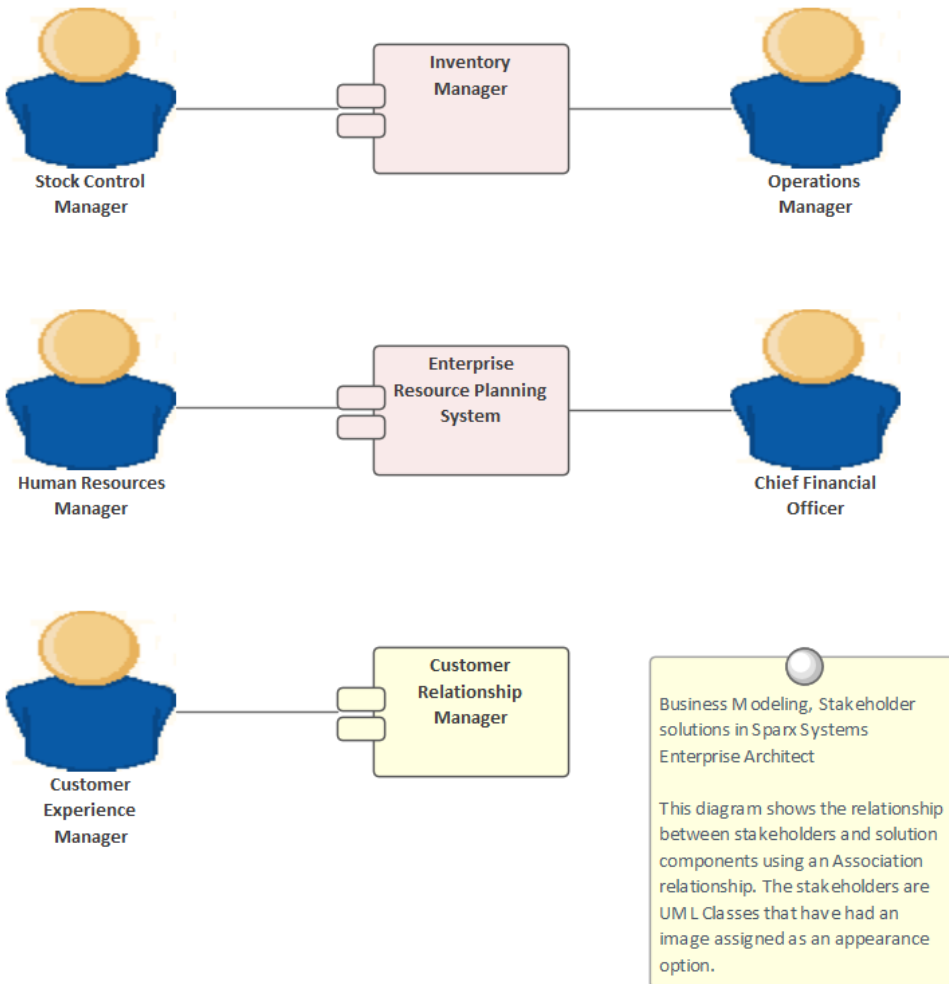 Inventory
Manager
Stock Control
Manager
Operations
Manager
Enterprise
Resource Planning
System
Human Resources
Manager
Chief Financial
Officer
Customer
Relationship
Manager
Customer
Experience
Manager
Business Modeling, Stakeholder
solutions in Sparx Systems
Enterprise Architect
This diagram shows the relationship
between stakeholders and solution
components using an Association
relationship. The stakeholders are
UML Classes that have had an
image assigned as an appearance
option.